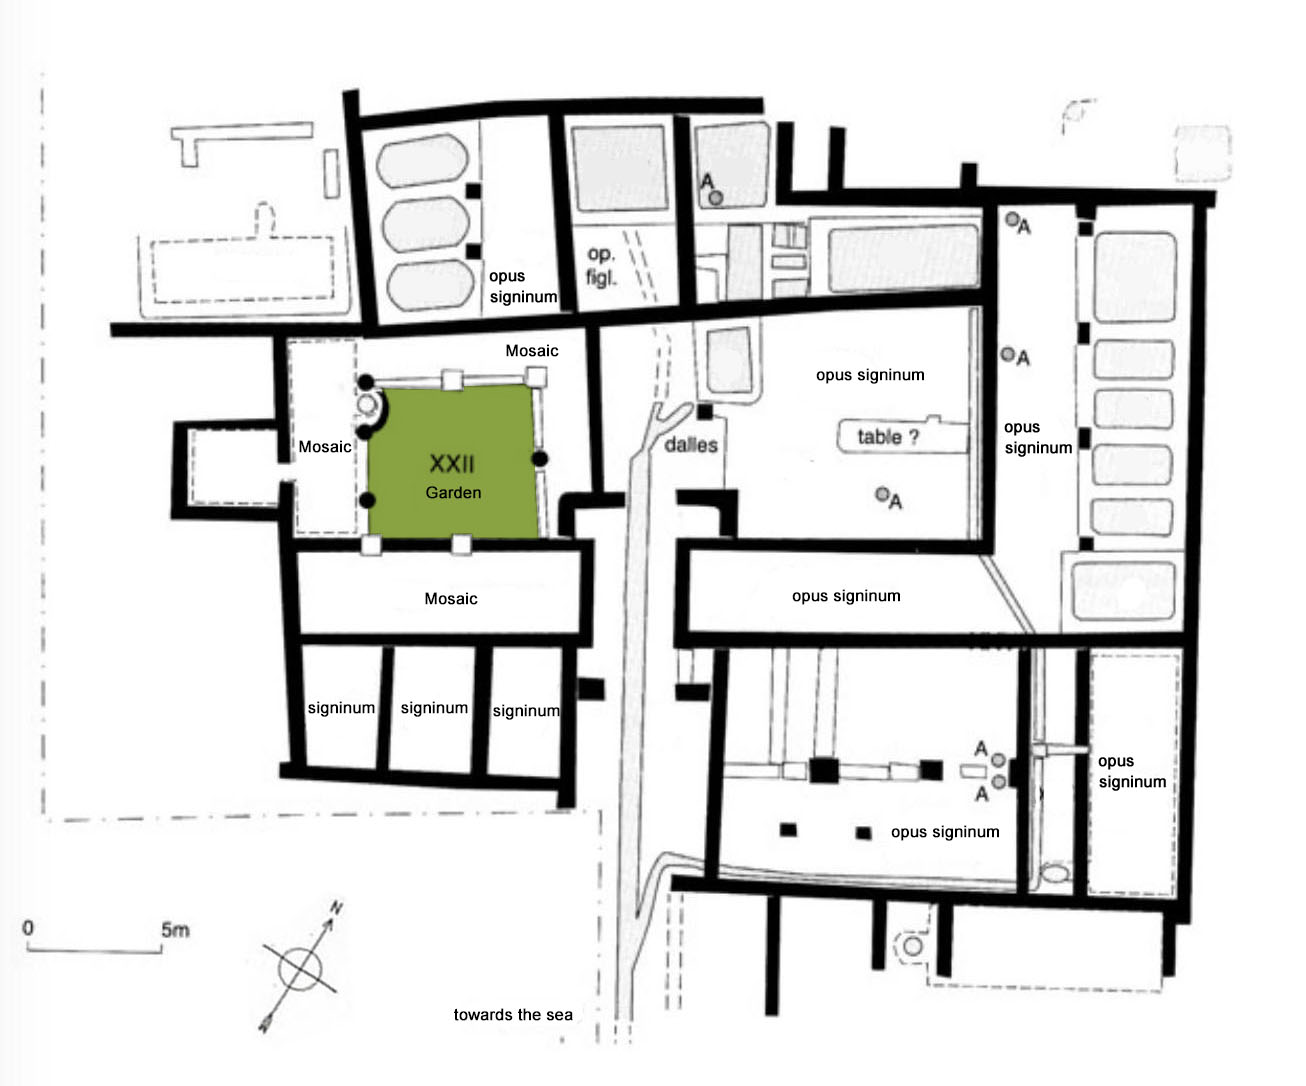 A
opus
signinum
op.
figl.
A
Mosaic
A
opus signinum
opus
signinum
Mosaic
dalles
table ?
XXII
Garden
A
Mosaic
opus signinum
signinum
signinum
signinum
A
opus
signinum
A
opus signinum
N
0
5m
towards the sea